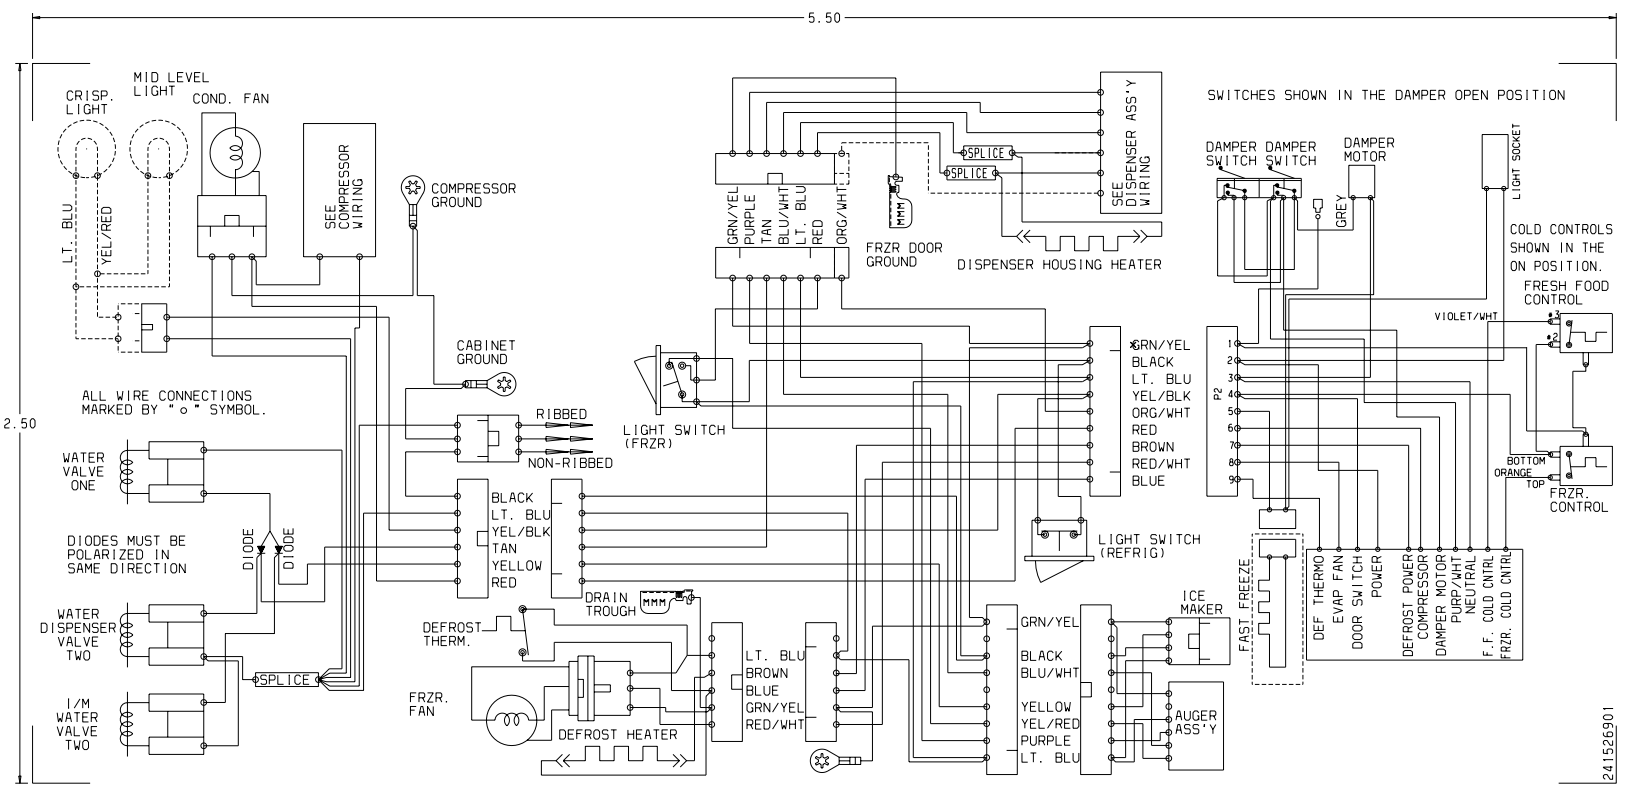 5.50
2.50
CRISP.
LIGHT
MID LEVEL
LIGHT
COND. FAN
LT. BLU
YEL/RED
SEE
COMPRESSOR
WIRING
COMPRESSOR
GROUND
CABINET
GROUND
ALL WIRE CONNECTIONS
MARKED BY " o " SYMBOL.
RIBBED
NON-RIBBED
WATER
VALVE
ONE
DIODES MUST BE
POLARIZED IN
SAME DIRECTION
DIODE
DIODE
BLACK
LT. BLU
YEL/BLK
TAN
YELLOW
RED
WATER
DISPENSER
VALVE
TWO
SPLICE
I/M
WATER
VALVE
TWO
GRN/YEL
PURPLE
TAN
BLU/WHT
LT. BLU
RED
ORG/WHT
SPLICE
SPLICE
SEE
DISPENSER ASS'Y
WIRING
FRZR DOOR
GROUND
DISPENSER HOUSING HEATER
LIGHT SWITCH
(FRZR)
DRAIN
TROUGH
DEFROST
THERM.
FRZR.
FAN
DEFROST HEATER
LT. BLU
BROWN
BLUE
GRN/YEL
RED/WHT
SWITCHES SHOWN IN THE DAMPER OPEN POSITION
DAMPER
SWITCH
DAMPER
SWITCH
DAMPER
MOTOR
GREY
LIGHT SOCKET
COLD CONTROLS
SHOWN IN THE
ON POSITION.
FRESH FOOD
CONTROL
VIOLET/WHT
#3
#2
GRN/YEL
BLACK
LT. BLU
YEL/BLK
ORG/WHT
RED
BROWN
RED/WHT
BLUE
P2
1
2
3
4
5
6
7
8
9
BOTTOM
ORANGE
TOP
FRZR.
CONTROL
LIGHT SWITCH
(REFRIG)
GRN/YEL
BLACK
BLU/WHT
YELLOW
YEL/RED
PURPLE
LT. BLU
ICE
MAKER
AUGER
ASS'Y
FAST FREEZE
DEF THERMO
EVAP FAN
DOOR SWITCH
POWER
DEFROST POWER
COMPRESSOR
DAMPER MOTOR
PURP/WHT
NEUTRAL
F.F. COLD CNTRL
FRZR. COLD CNTRL
241526901